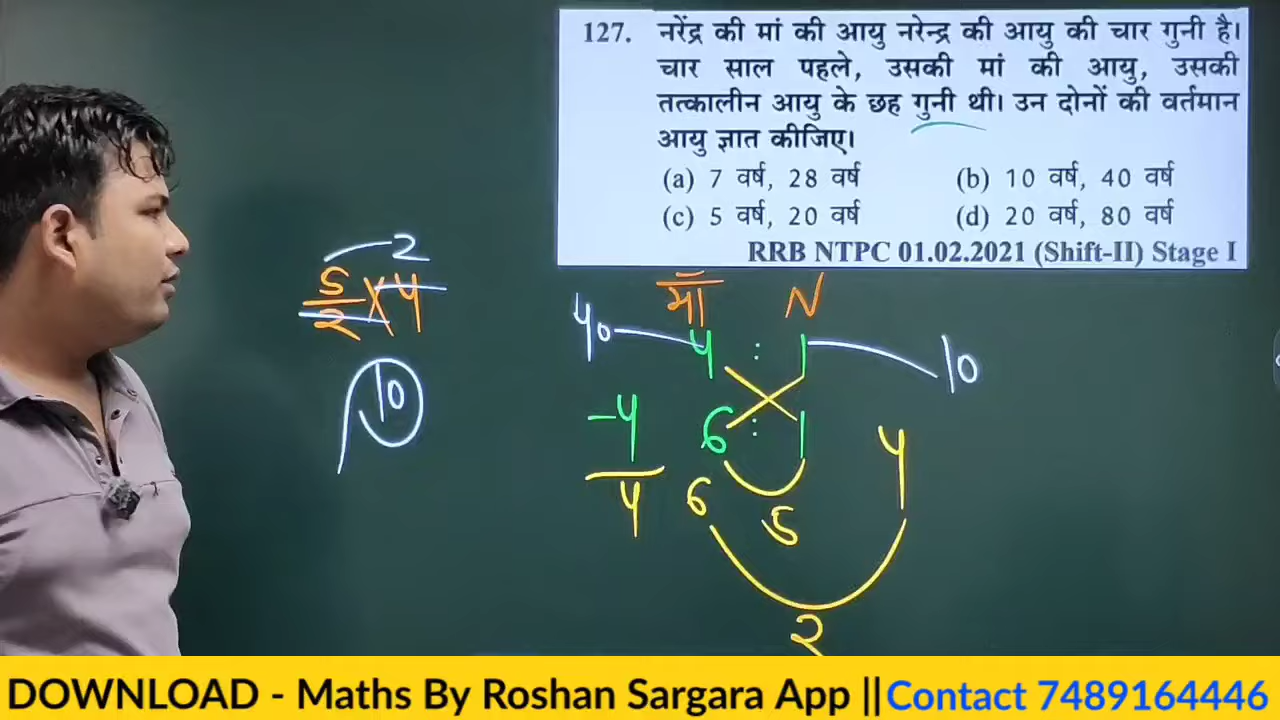 127. नरेंद्र की मां की आयु नरेन्द्र की आयु की चार गुनी है।
चार साल पहले, उसकी मां की आयु, उसकी
तत्कालीन आयु के छह गुनी थी। उन दोनों की वर्तमान
आयु ज्ञात कीजिए।
(a) 7 वर्ष, 28 वर्ष (b) 10 वर्ष, 40 वर्ष
(c) 5 वर्ष, 20 वर्ष (d) 20 वर्ष, 80 वर्ष
RRB NTPC 01.02.2021 (Shift-II) Stage I
माँ N
40 4 : 1 10
-4 6 : 1
4 6 5 4
2
5/2 × 4 2
10
DOWNLOAD - Maths By Roshan Sargara App || Contact 7489164446